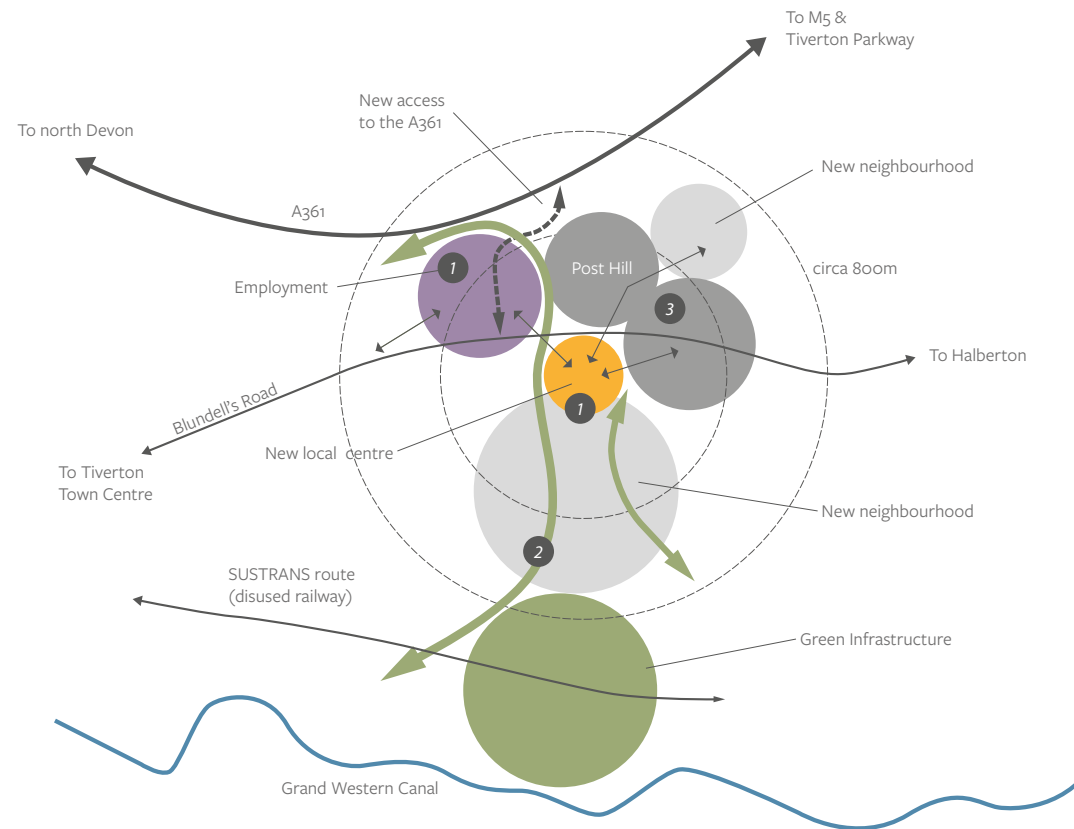 To M5 &
Tiverton Parkway
New access
to the A361
To north Devon
New neighbourhood
A361
1
Post Hill
circa 800m
Employment
3
To Halberton
Blundell's Road
1
New local centre
To Tiverton
Town Centre
New neighbourhood
2
SUSTRANS route
(disused railway)
Green Infrastructure
Grand Western Canal